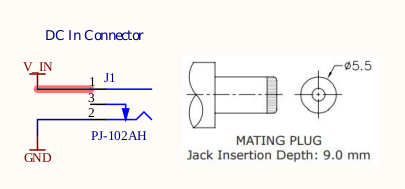 DC In Connector
V_IN
1
J1
3
2
PJ-102AH
GND
ø5.5
MATING PLUG
Jack Insertion Depth: 9.0 mm